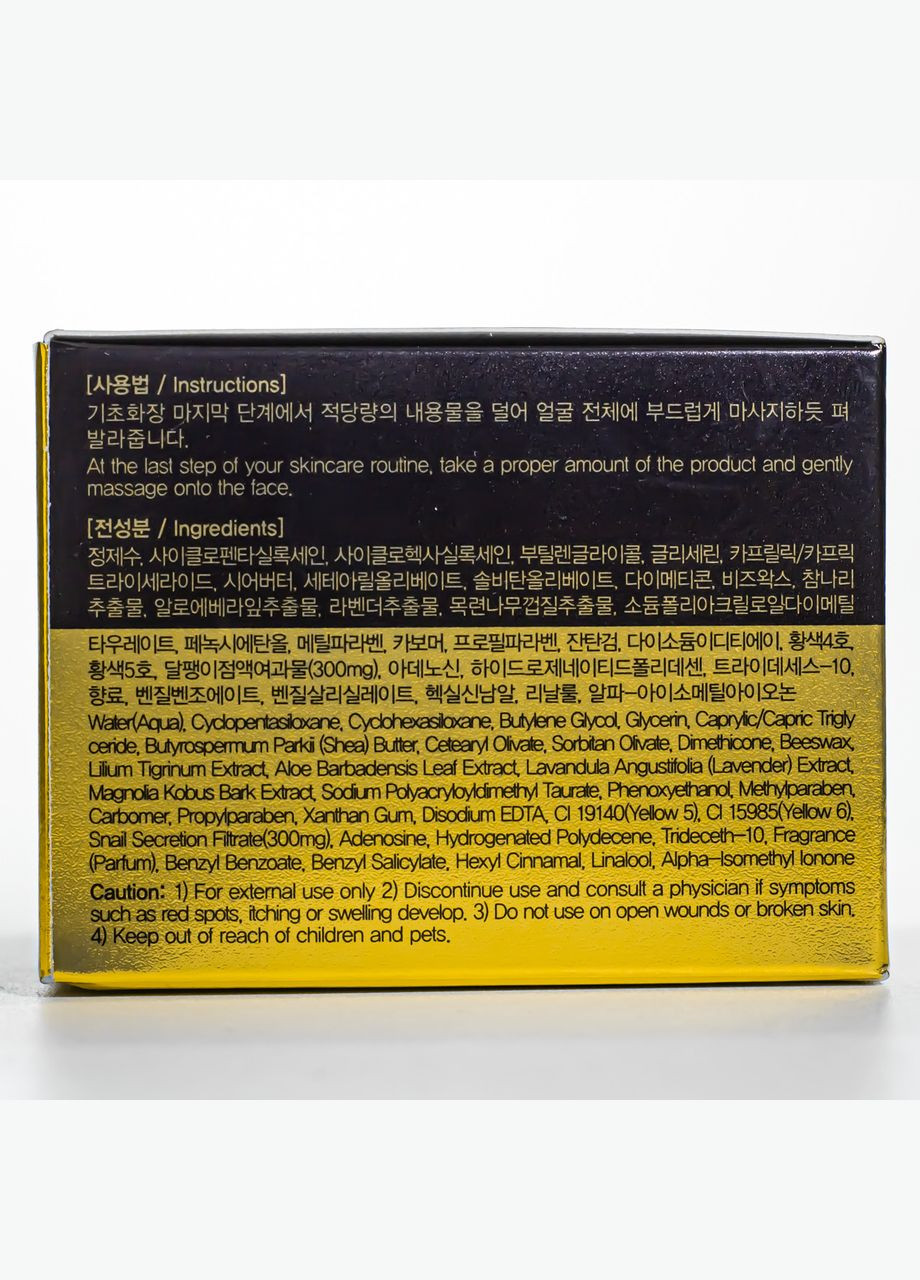 [사용법 / Instructions]
기초화장 마지막 단계에서 적당량의 내용물을 덜어 얼굴 전체에 부드럽게 마사지하듯 펴
발라줍니다.
At the last step of your skincare routine, take a proper amount of the product and gently
massage onto the face.
[전성분 / Ingredients]
정제수, 사이클로펜타실록세인, 사이클로헥사실록세인, 부틸렌글라이콜, 글리세린, 카프릴릭/카프릭
트라이세라이드, 시어버터, 세테아릴올리베이트, 솔비탄올리베이트, 다이메티콘, 비즈왁스, 참나리
추출물, 알로에베라잎추출물, 라벤더추출물, 목련나무껍질추출물, 소듐폴리아크릴로일다이메틸
타우레이트, 페녹시에탄올, 메틸파라벤, 카보머, 프로필파라벤, 잔탄검, 다이소듐이디티에이, 황색4호,
황색5호, 달팽이점액여과물(300mg), 아데노신, 하이드로제네이티드폴리데센, 트라이데세스-10,
향료, 벤질벤조에이트, 벤질살리실레이트, 헥실신남알, 리날룰, 알파-아이소메틸아이오논
Water(Aqua), Cyclopentasiloxane, Cyclohexasiloxane, Butylene Glycol, Glycerin, Caprylic/Capric Trigly
ceride, Butyrospermum Parkii (Shea) Butter, Cetearyl Olivate, Sorbitan Olivate, Dimethicone, Beeswax,
Lilium Tigrinum Extract, Aloe Barbadensis Leaf Extract, Lavandula Angustifolia (Lavender) Extract,
Magnolia Kobus Bark Extract, Sodium Polyacryloyldimethyl Taurate, Phenoxyethanol, Methylparaben,
Carbomer, Propylparaben, Xanthan Gum, Disodium EDTA, CI 19140(Yellow 5), CI 15985(Yellow 6),
Snail Secretion Filtrate(300mg), Adenosine, Hydrogenated Polydecene, Trideceth-10, Fragrance
(Parfum), Benzyl Benzoate, Benzyl Salicylate, Hexyl Cinnamal, Linalool, Alpha-Isomethyl Ionone
Caution: 1) For external use only 2) Discontinue use and consult a physician if symptoms
such as red spots, itching or swelling develop. 3) Do not use on open wounds or broken skin.
4) Keep out of reach of children and pets.